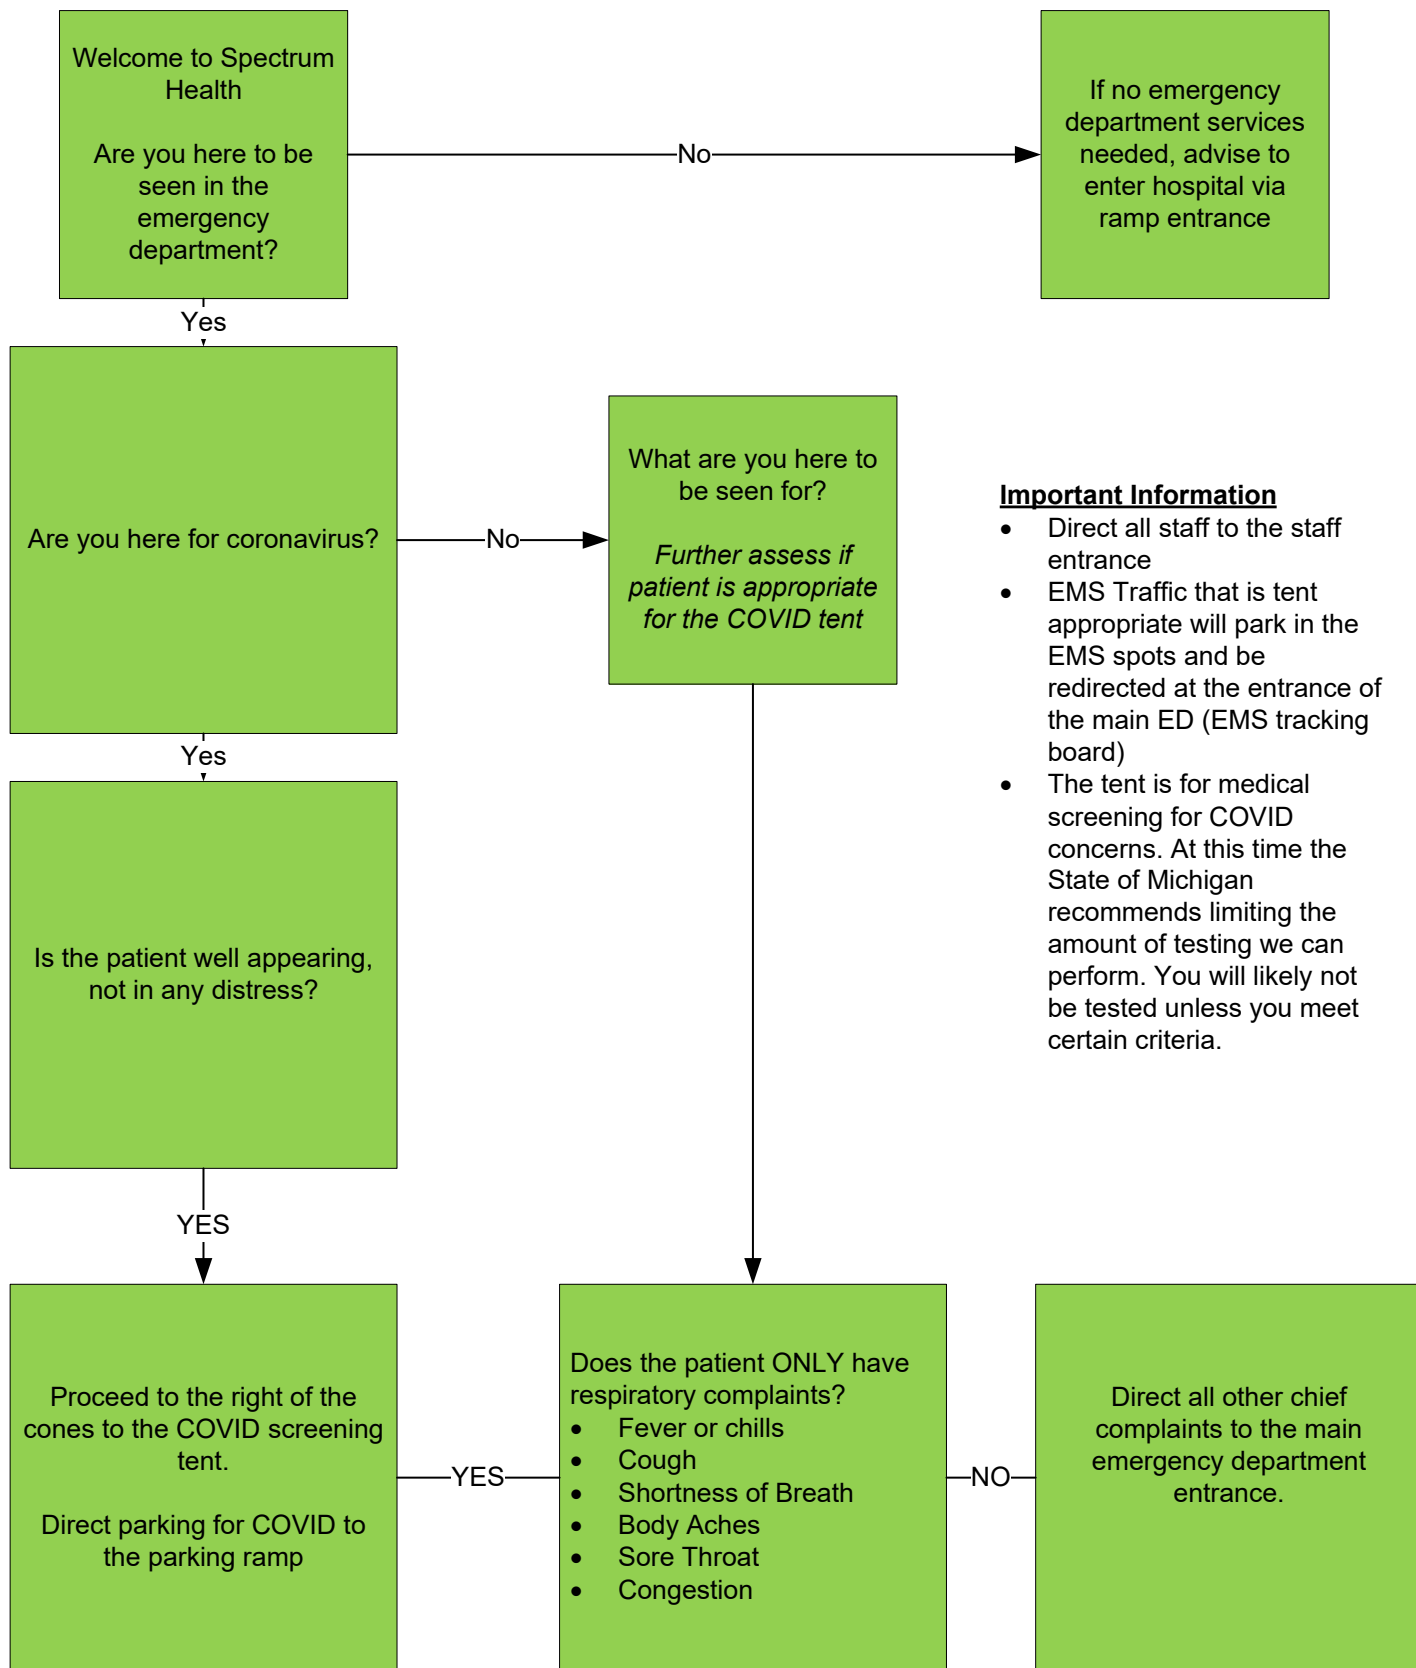 Welcome to Spectrum
Health
Are you here to be
seen in the
emergency
department?
No
If no emergency
department services
needed, advise to
enter hospital via
ramp entrance
Yes
Are you here for coronavirus?
No
What are you here to
be seen for?
Further assess if
patient is appropriate
for the COVID tent
Important Information
• Direct all staff to the staff
entrance
• EMS Traffic that is tent
appropriate will park in the
EMS spots and be
redirected at the entrance of
the main ED (EMS tracking
board)
• The tent is for medical
screening for COVID
concerns. At this time the
State of Michigan
recommends limiting the
amount of testing we can
perform. You will likely not
be tested unless you meet
certain criteria.
Yes
Is the patient well appearing,
not in any distress?
YES
Proceed to the right of the
cones to the COVID screening
tent.
Direct parking for COVID to
the parking ramp
YES
Does the patient ONLY have
respiratory complaints?
• Fever or chills
• Cough
• Shortness of Breath
• Body Aches
• Sore Throat
• Congestion
NO
Direct all other chief
complaints to the main
emergency department
entrance.